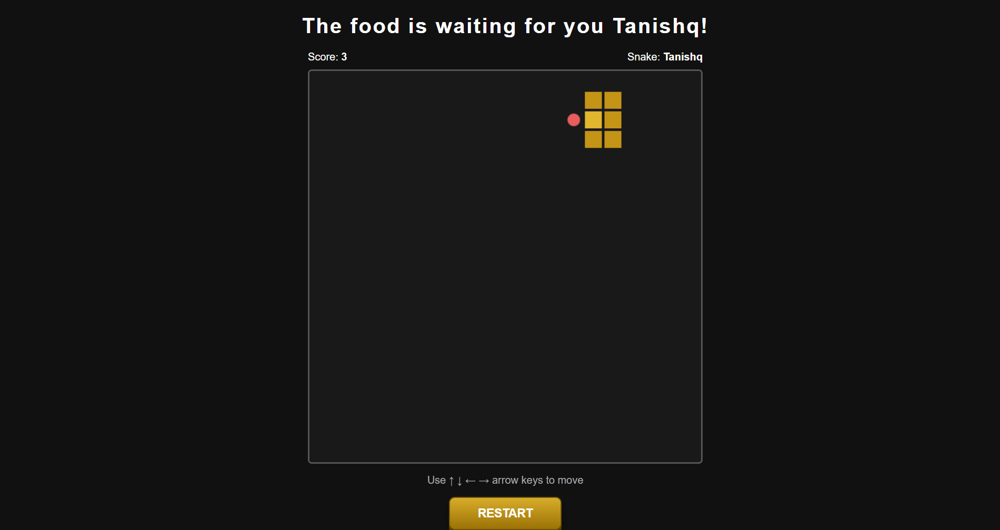 The food is waiting for you Tanishq!
Score: 3
Snake: Tanishq
Use ↑ ↓ ← → arrow keys to move
RESTART